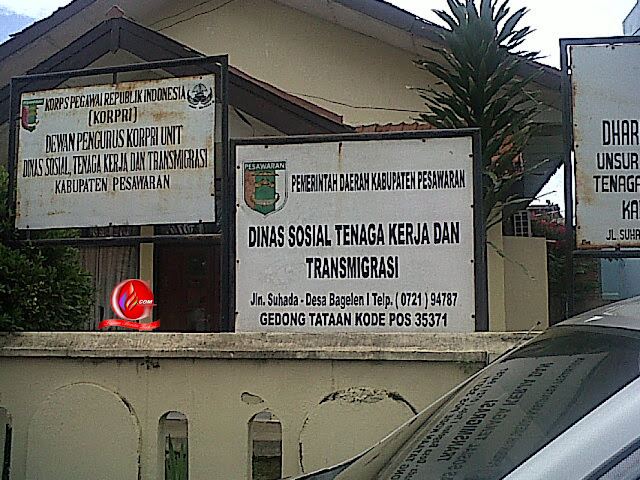 KORPS PEGAWAI REPUBLIK INDONESIA
(KORPRI)
DEWAN PENGURUS KORPRI UNIT
DINAS SOSIAL, TENAGA KERJA DAN TRANSMIGRASI
KABUPATEN PESAWARAN
PESAWARAN
PEMERINTAH DAERAH KABUPATEN PESAWARAN
DINAS SOSIAL TENAGA KERJA DAN
TRANSMIGRASI
Jln. Suhada - Desa Bagelen I Telp. ( 0721 ) 94787
GEDONG TATAAN KODE POS 35371
DHAR
UNSUR
TENAGA
KA
JL. SUHA
.COM